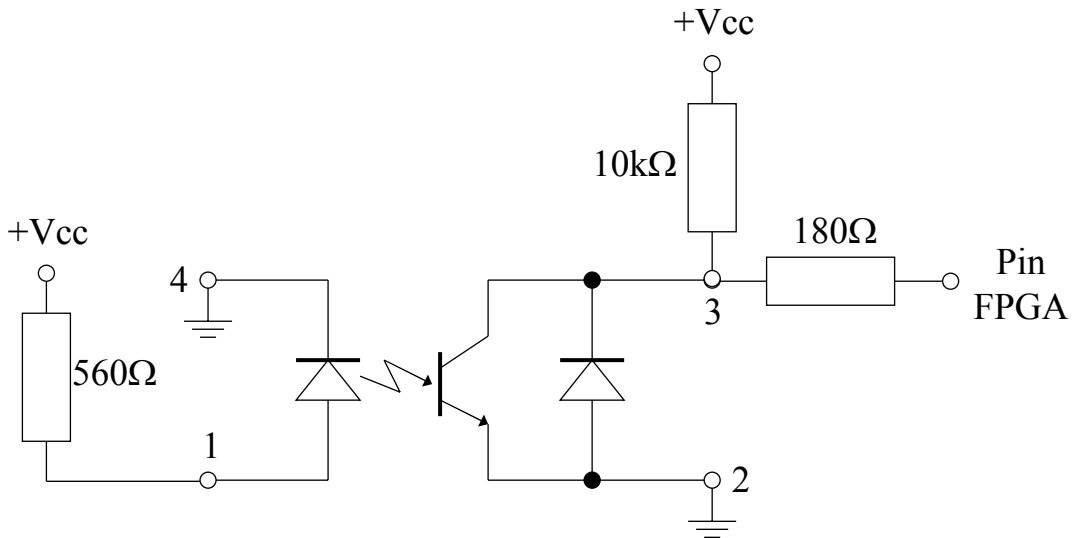 +Vcc
10kΩ
+Vcc
180Ω
4
Pin
FPGA
3
560Ω
1
2